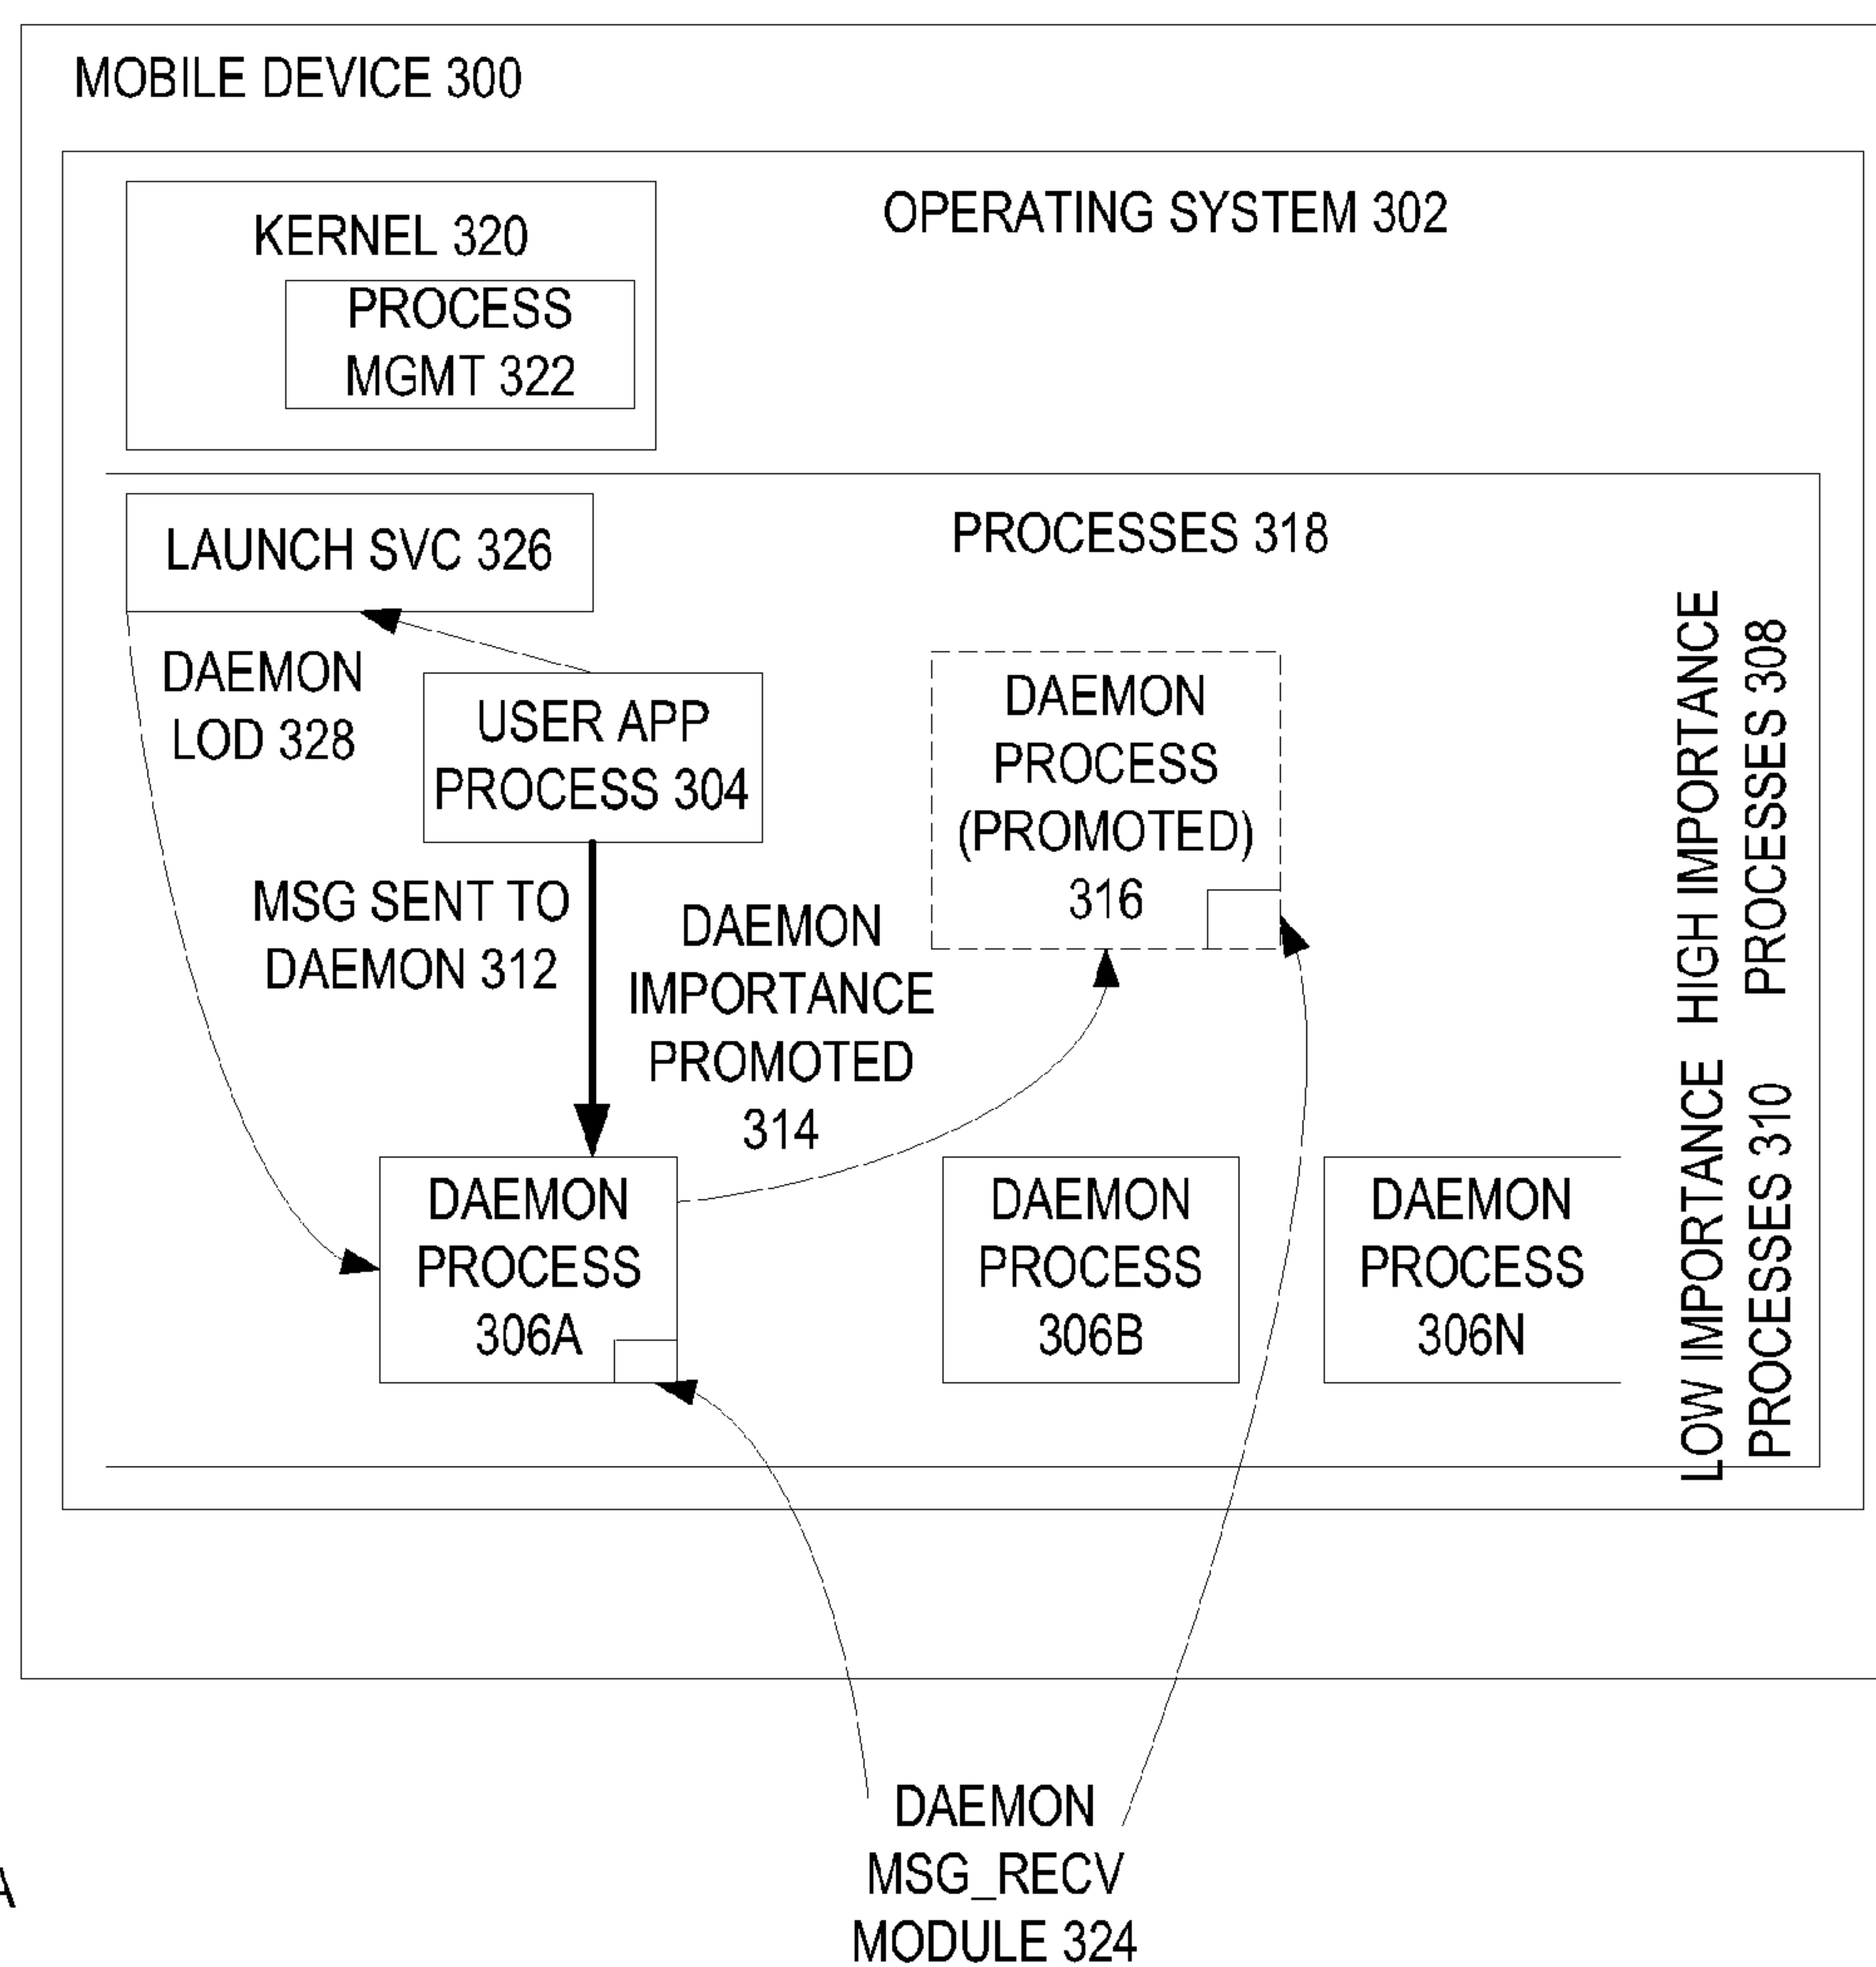 MOBILE DEVICE 300
OPERATING SYSTEM 302
KERNEL 320
PROCESS
MGMT 322
PROCESSES 318
LAUNCH SVC 326
DAEMON
LOD 328
USER APP
PROCESS 304
DAEMON
PROCESS
(PROMOTED)
316
HIGH IMPORTANCE
PROCESSES 308
MSG SENT TO
DAEMON 312
DAEMON
IMPORTANCE
PROMOTED
314
DAEMON
PROCESS
306A
DAEMON
PROCESS
306B
DAEMON
PROCESS
306N
LOW IMPORTANCE
PROCESSES 310
DAEMON
MSG_RECV
MODULE 324
A